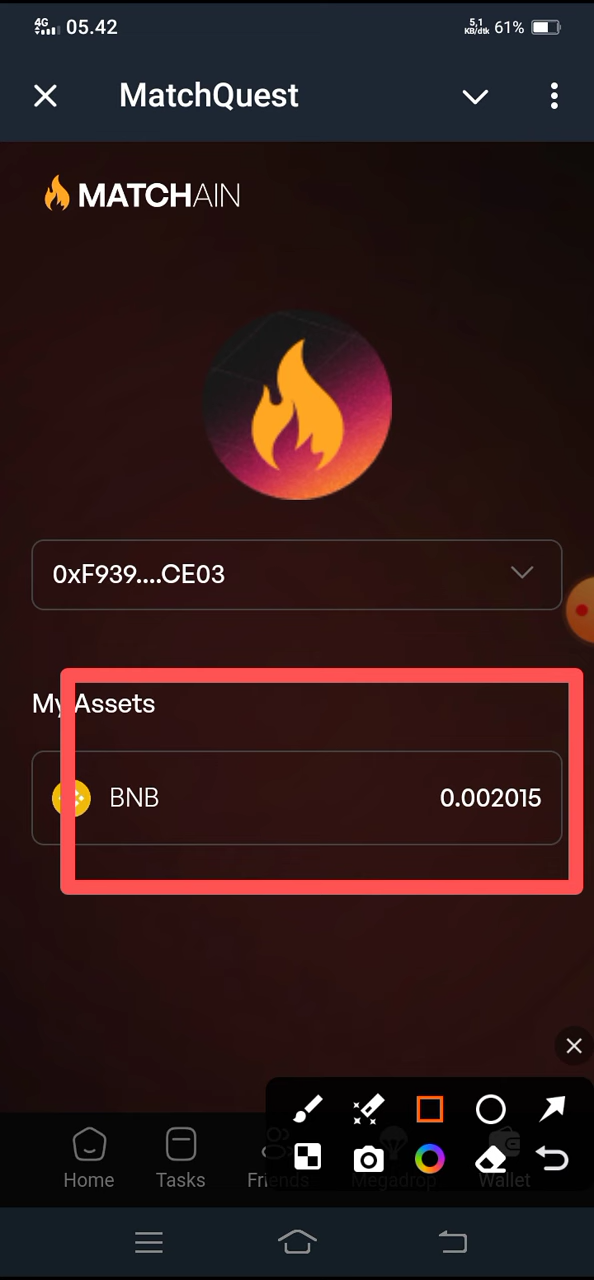 4G 05.42 5,1 KB/dtk 61%
MatchQuest
MATCHAIN
0xF939....CE03
My Assets
BNB 0.002015
Home Tasks Friends Megadrop Wallet